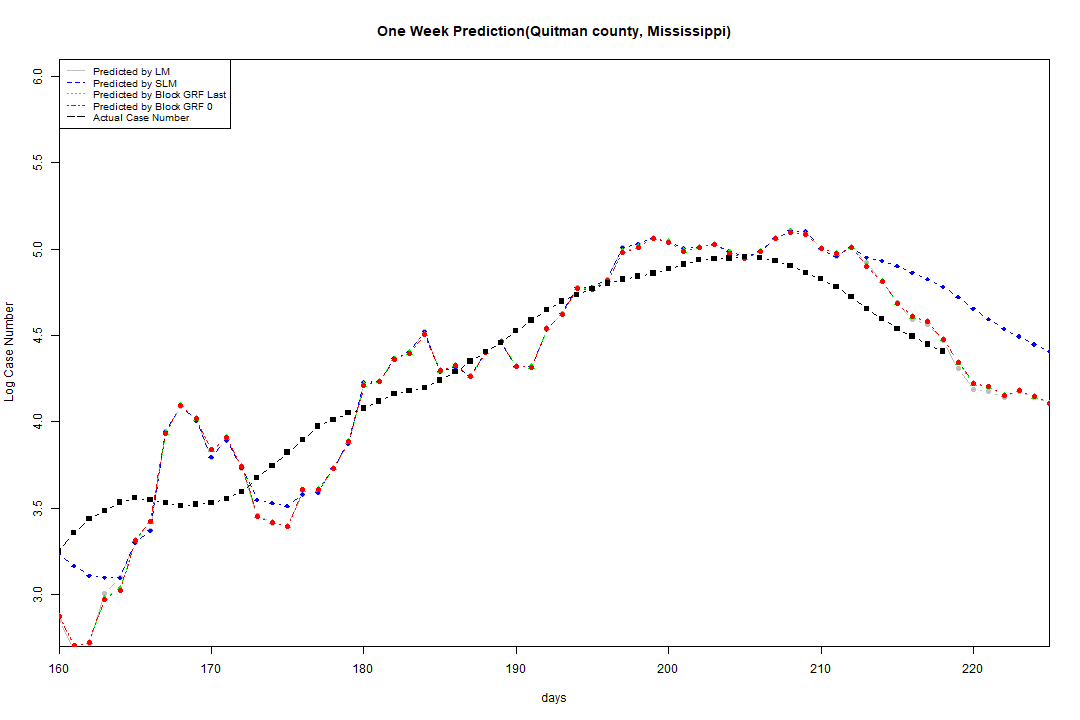 One Week Prediction(Quitman county, Mississippi)
Predicted by LM
Predicted by SLM
Predicted by Block GRF Last
Predicted by Block GRF 0
Actual Case Number
6.0
5.5
5.0
4.5
4.0
3.5
3.0
Log Case Number
160 170 180 190 200 210 220
days